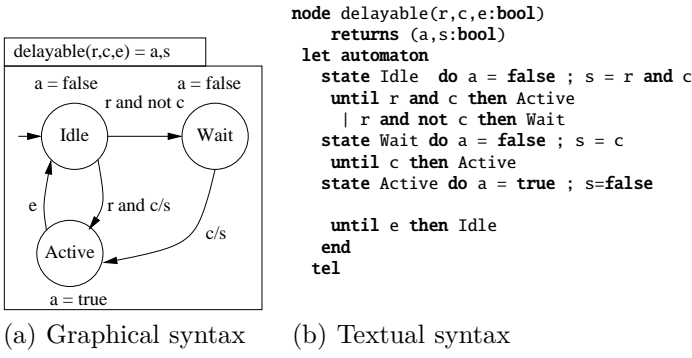 delayable(r,c,e) = a,s
a = false
a = false
r and not c
Idle
Wait
e
r and c/s
c/s
Active
a = true
(a) Graphical syntax
node delayable(r,c,e:bool)
returns (a,s:bool)
let automaton
state Idle do a = false ; s = r and c
until r and c then Active
| r and not c then Wait
state Wait do a = false ; s = c
until c then Active
state Active do a = true ; s=false
until e then Idle
end
tel
(b) Textual syntax